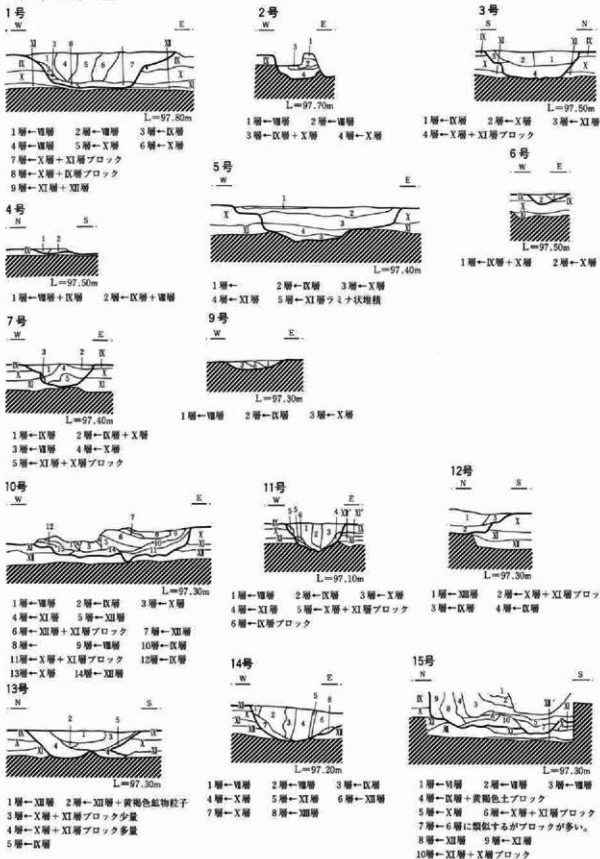 1号
W E
L=97.80m
1層←Ⅷ層 2層←Ⅷ層 3層←Ⅸ層
4層←Ⅷ層 5層←Ⅹ層 6層←Ⅹ層
7層←Ⅹ層+Ⅺ層ブロック
8層←Ⅹ層+Ⅸ層ブロック
9層←Ⅺ層+Ⅻ層
2号
W E
L=97.70m
1層←Ⅷ層 2層←Ⅷ層
3層←Ⅸ層+Ⅹ層 4層←Ⅹ層
3号
S N
L=97.50m
1層←Ⅸ層 2層←Ⅹ層 3層←Ⅺ層
4層←Ⅹ層+Ⅺ層ブロック
4号
N S
L=97.50m
1層←Ⅷ層+Ⅸ層 2層←Ⅸ層+Ⅷ層
5号
W E
L=97.40m
1層← 2層←Ⅸ層 3層←Ⅹ層
4層←Ⅺ層 5層←Ⅺ層ラミナ状堆積
6号
W E
L=97.50m
1層←Ⅸ層+Ⅹ層 2層←Ⅹ層
7号
W E
L=97.40m
1層←Ⅸ層 2層←Ⅸ層+Ⅹ層
3層←Ⅷ層 4層←Ⅹ層
5層←Ⅺ層+Ⅹ層ブロック
9号
W E
L=97.30m
1層←Ⅷ層 2層←Ⅸ層 3層←Ⅹ層
10号
W E
L=97.30m
1層←Ⅷ層 2層←Ⅸ層 3層←Ⅹ層
4層←Ⅺ層 5層←Ⅻ層
6層←Ⅻ層+Ⅺ層ブロック 7層←Ⅻ層
8層← 9層←Ⅷ層 10層←Ⅸ層
11層←Ⅹ層+Ⅺ層ブロック 12層←Ⅸ層
13層←Ⅹ層 14層←Ⅻ層
11号
W E
L=97.10m
1層←Ⅷ層 2層←Ⅸ層 3層←Ⅹ層
4層←Ⅺ層 5層←Ⅹ層+Ⅺ層ブロック
6層←Ⅸ層ブロック
12号
N S
L=97.30m
1層←ⅩⅢ層 2層←Ⅹ層+Ⅺ層ブロッ
3層←Ⅸ層 4層←Ⅸ層
13号
N S
L=97.30m
1層←Ⅻ層 2層←Ⅻ層+黄褐色鉱物粒子
3層←Ⅹ層+Ⅺ層ブロック少量
4層←Ⅹ層+Ⅺ層ブロック多量
5層←Ⅸ層
14号
W E
L=97.20m
1層←Ⅷ層 2層←Ⅷ層 3層←Ⅸ層
4層←Ⅹ層 5層←Ⅺ層 6層←Ⅻ層
7層←Ⅹ層 8層←ⅩⅢ層
15号
N S
L=97.30m
1層←Ⅵ層 2層←Ⅶ層 3層←Ⅷ層
4層←Ⅸ層+黄褐色土ブロック
5層←Ⅹ層 6層←Ⅹ層+Ⅺ層ブロック
7層←6層に類似するがブロックが多い。
8層←Ⅻ層 9層←Ⅺ層
10層←Ⅺ層+Ⅹ層ブロック